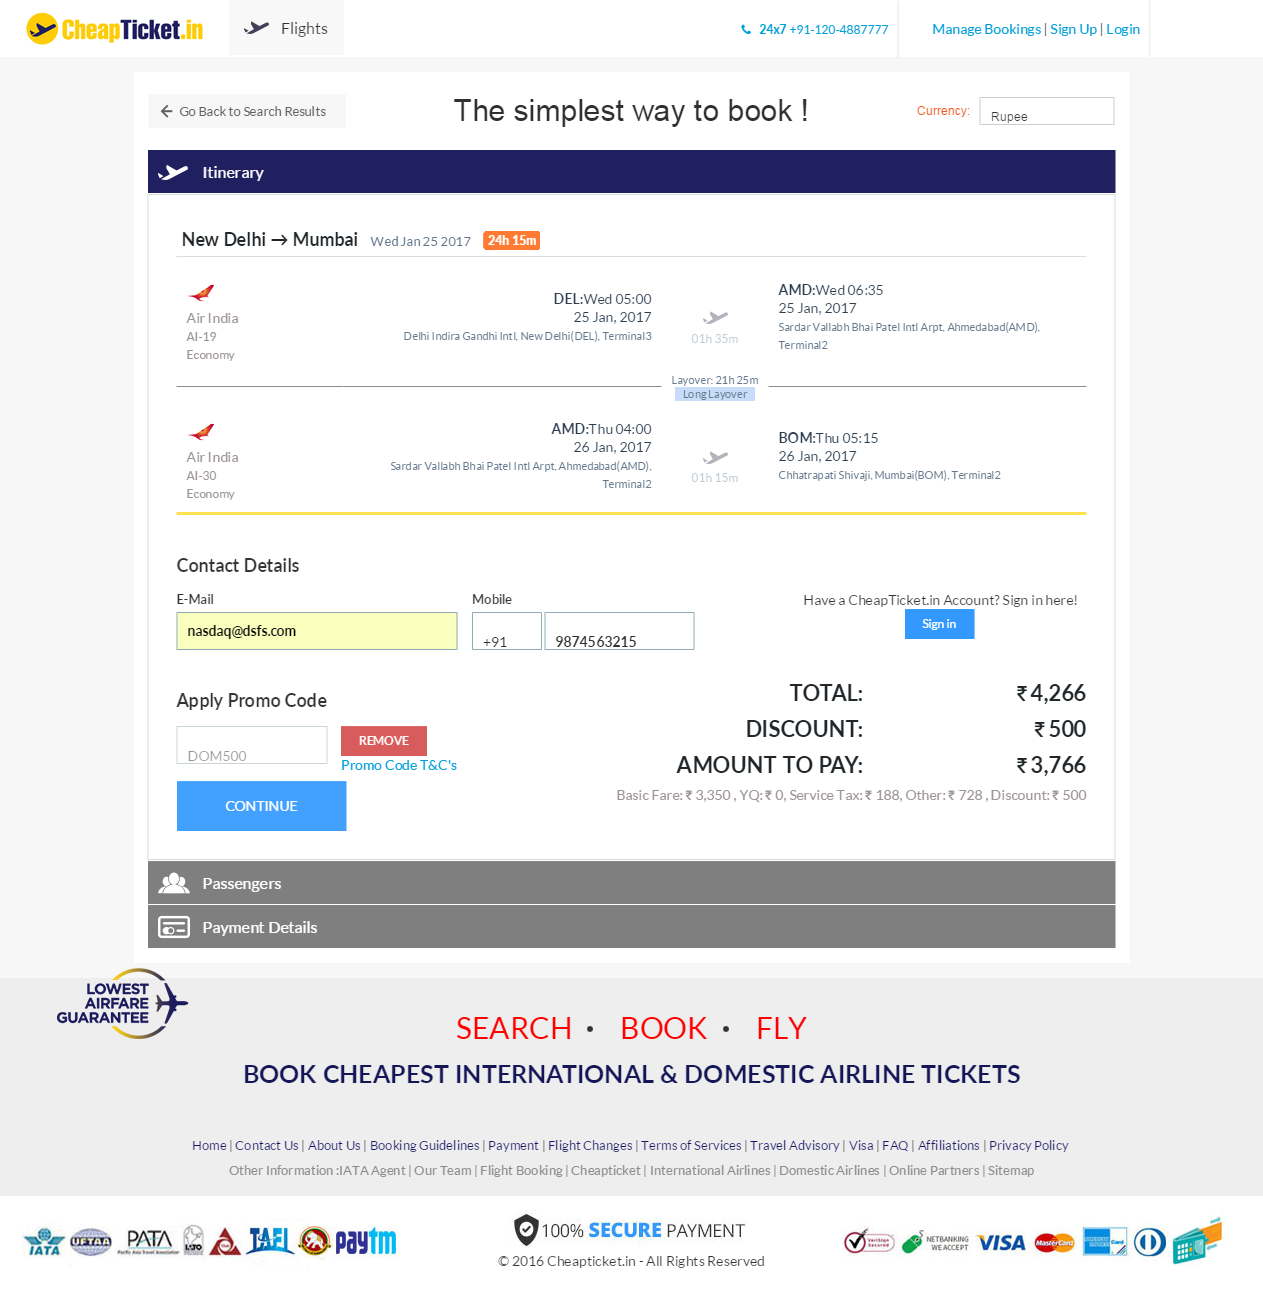 CheapTicket.in
Flights
24x7 +91-120-4887777
Manage Bookings | Sign Up | Login
Go Back to Search Results
The simplest way to book !
Currency:
Rupee
Itinerary
New Delhi → Mumbai Wed Jan 25 2017 24h 15m
Air India
AI-19
Economy
DEL:Wed 05:00
25 Jan, 2017
Delhi Indira Gandhi Intl, New Delhi(DEL), Terminal3
01h 35m
AMD:Wed 06:35
25 Jan, 2017
Sardar Vallabh Bhai Patel Intl Arpt, Ahmedabad(AMD),
Terminal2
Layover: 21h 25m
Long Layover
Air India
AI-30
Economy
AMD:Thu 04:00
26 Jan, 2017
Sardar Vallabh Bhai Patel Intl Arpt, Ahmedabad(AMD),
Terminal2
01h 15m
BOM:Thu 05:15
26 Jan, 2017
Chhatrapati Shivaji, Mumbai(BOM), Terminal2
Contact Details
E-Mail
nasdaq@dsfs.com
Mobile
+91
9874563215
Have a CheapTicket.in Account? Sign in here!
Sign in
Apply Promo Code
DOM500
REMOVE
Promo Code T&C's
CONTINUE
TOTAL: ₹ 4,266
DISCOUNT: ₹ 500
AMOUNT TO PAY: ₹ 3,766
Basic Fare: ₹ 3,350 , YQ: ₹ 0, Service Tax: ₹ 188, Other: ₹ 728 , Discount: ₹ 500
Passengers
Payment Details
LOWEST
AIRFARE
GUARANTEE
SEARCH • BOOK • FLY
BOOK CHEAPEST INTERNATIONAL & DOMESTIC AIRLINE TICKETS
Home | Contact Us | About Us | Booking Guidelines | Payment | Flight Changes | Terms of Services | Travel Advisory | Visa | FAQ | Affiliations | Privacy Policy
Other Information :IATA Agent | Our Team | Flight Booking | Cheapticket | International Airlines | Domestic Airlines | Online Partners | Sitemap
IATA
UFTAA
PATA
Pacific Asia Travel Association
paytm
100% SECURE PAYMENT
© 2016 Cheapticket.in - All Rights Reserved
VeriSign
Secured
NETBANKING
WE ACCEPT
VISA
MasterCard